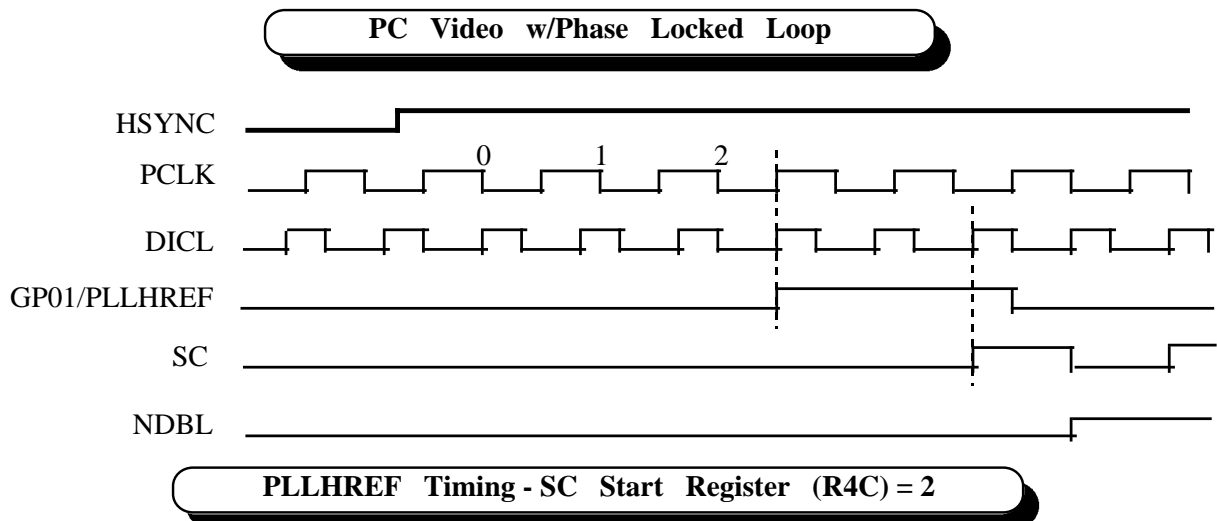 PC Video w/Phase Locked Loop
HSYNC
0 1 2
PCLK
DICL
GP01/PLLHREF
SC
NDBL
PLLHREF Timing - SC Start Register (R4C) = 2